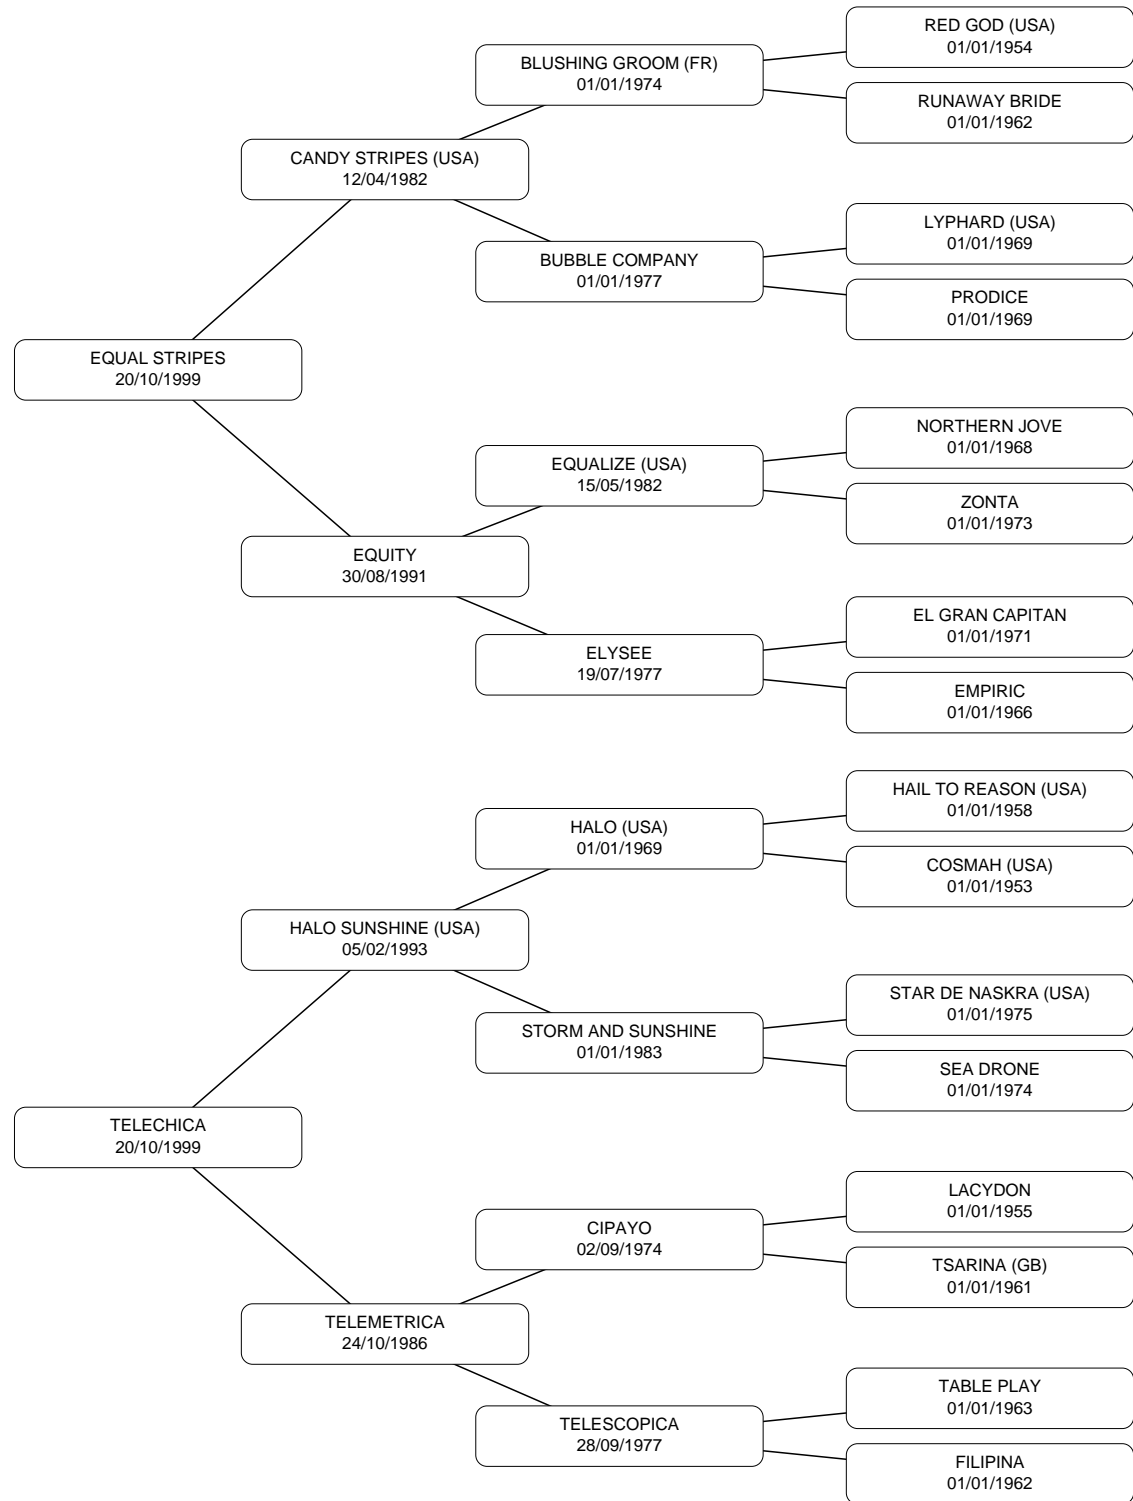 RED GOD (USA)
01/01/1954
BLUSHING GROOM (FR)
01/01/1974
RUNAWAY BRIDE
01/01/1962
CANDY STRIPES (USA)
12/04/1982
LYPHARD (USA)
01/01/1969
BUBBLE COMPANY
01/01/1977
PRODICE
01/01/1969
EQUAL STRIPES
20/10/1999
NORTHERN JOVE
01/01/1968
EQUALIZE (USA)
15/05/1982
ZONTA
01/01/1973
EQUITY
30/08/1991
EL GRAN CAPITAN
01/01/1971
ELYSEE
19/07/1977
EMPIRIC
01/01/1966
HAIL TO REASON (USA)
01/01/1958
HALO (USA)
01/01/1969
COSMAH (USA)
01/01/1953
HALO SUNSHINE (USA)
05/02/1993
STAR DE NASKRA (USA)
01/01/1975
STORM AND SUNSHINE
01/01/1983
SEA DRONE
01/01/1974
TELECHICA
20/10/1999
LACYDON
01/01/1955
CIPAYO
02/09/1974
TSARINA (GB)
01/01/1961
TELEMETRICA
24/10/1986
TABLE PLAY
01/01/1963
TELESCOPICA
28/09/1977
FILIPINA
01/01/1962